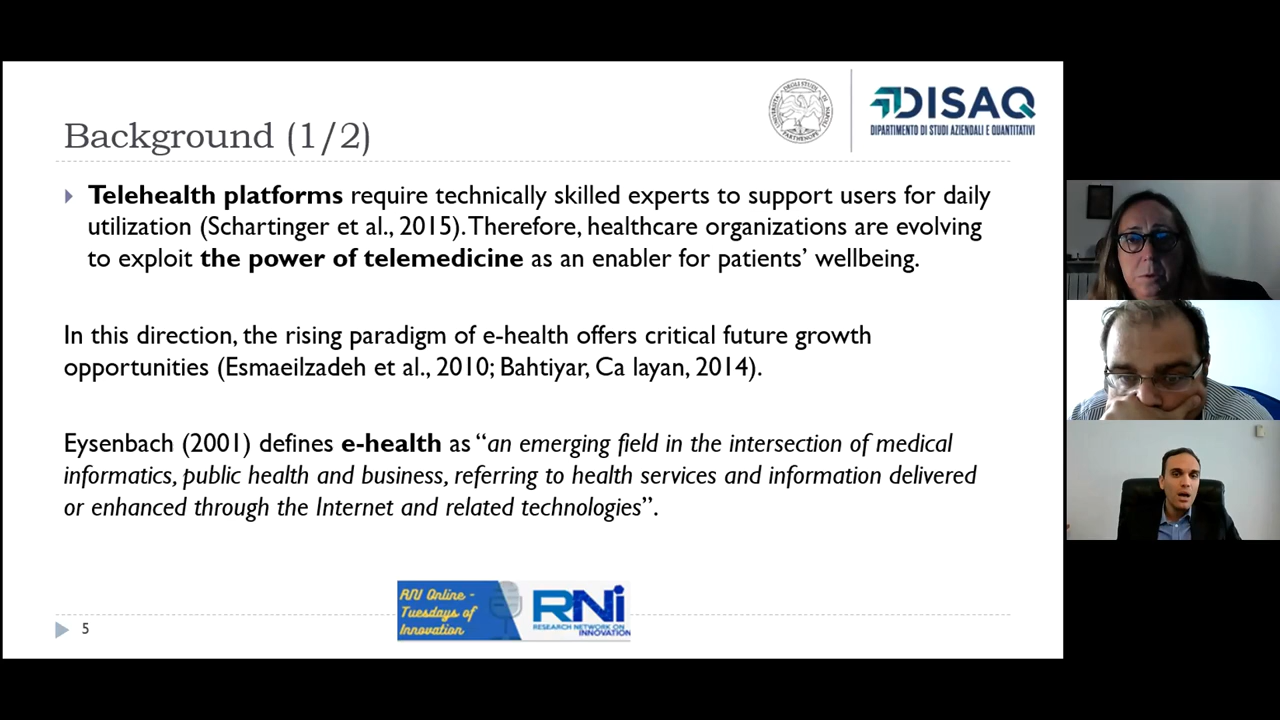 DISAQ
DIPARTIMENTO DI STUDI AZIENDALI E QUANTITATIVI
Background (1/2)
Telehealth platforms require technically skilled experts to support users for daily
utilization (Schartinger et al., 2015). Therefore, healthcare organizations are evolving
to exploit the power of telemedicine as an enabler for patients’ wellbeing.
In this direction, the rising paradigm of e-health offers critical future growth
opportunities (Esmaeilzadeh et al., 2010; Bahtiyar, Ca layan, 2014).
Eysenbach (2001) defines e-health as “an emerging field in the intersection of medical
informatics, public health and business, referring to health services and information delivered
or enhanced through the Internet and related technologies”.
RNI Online -
Tuesdays of
Innovation
RNi
RESEARCH NETWORK ON
INNOVATION
5